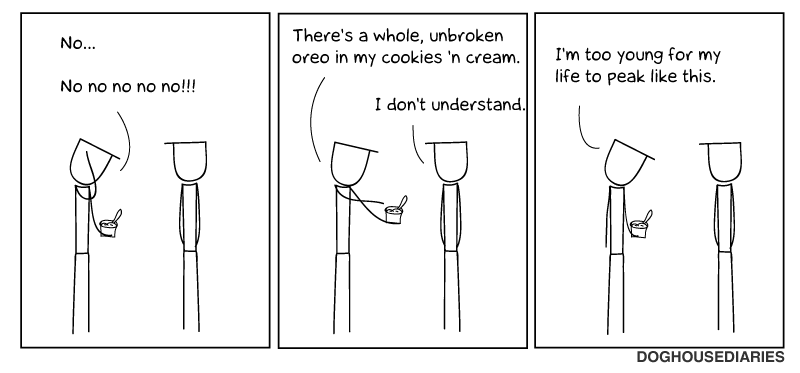 No...
No no no no no!!!
There's a whole, unbroken
oreo in my cookies 'n cream.
I don't understand.
I'm too young for my
life to peak like this.
DOGHOUSEDIARIES